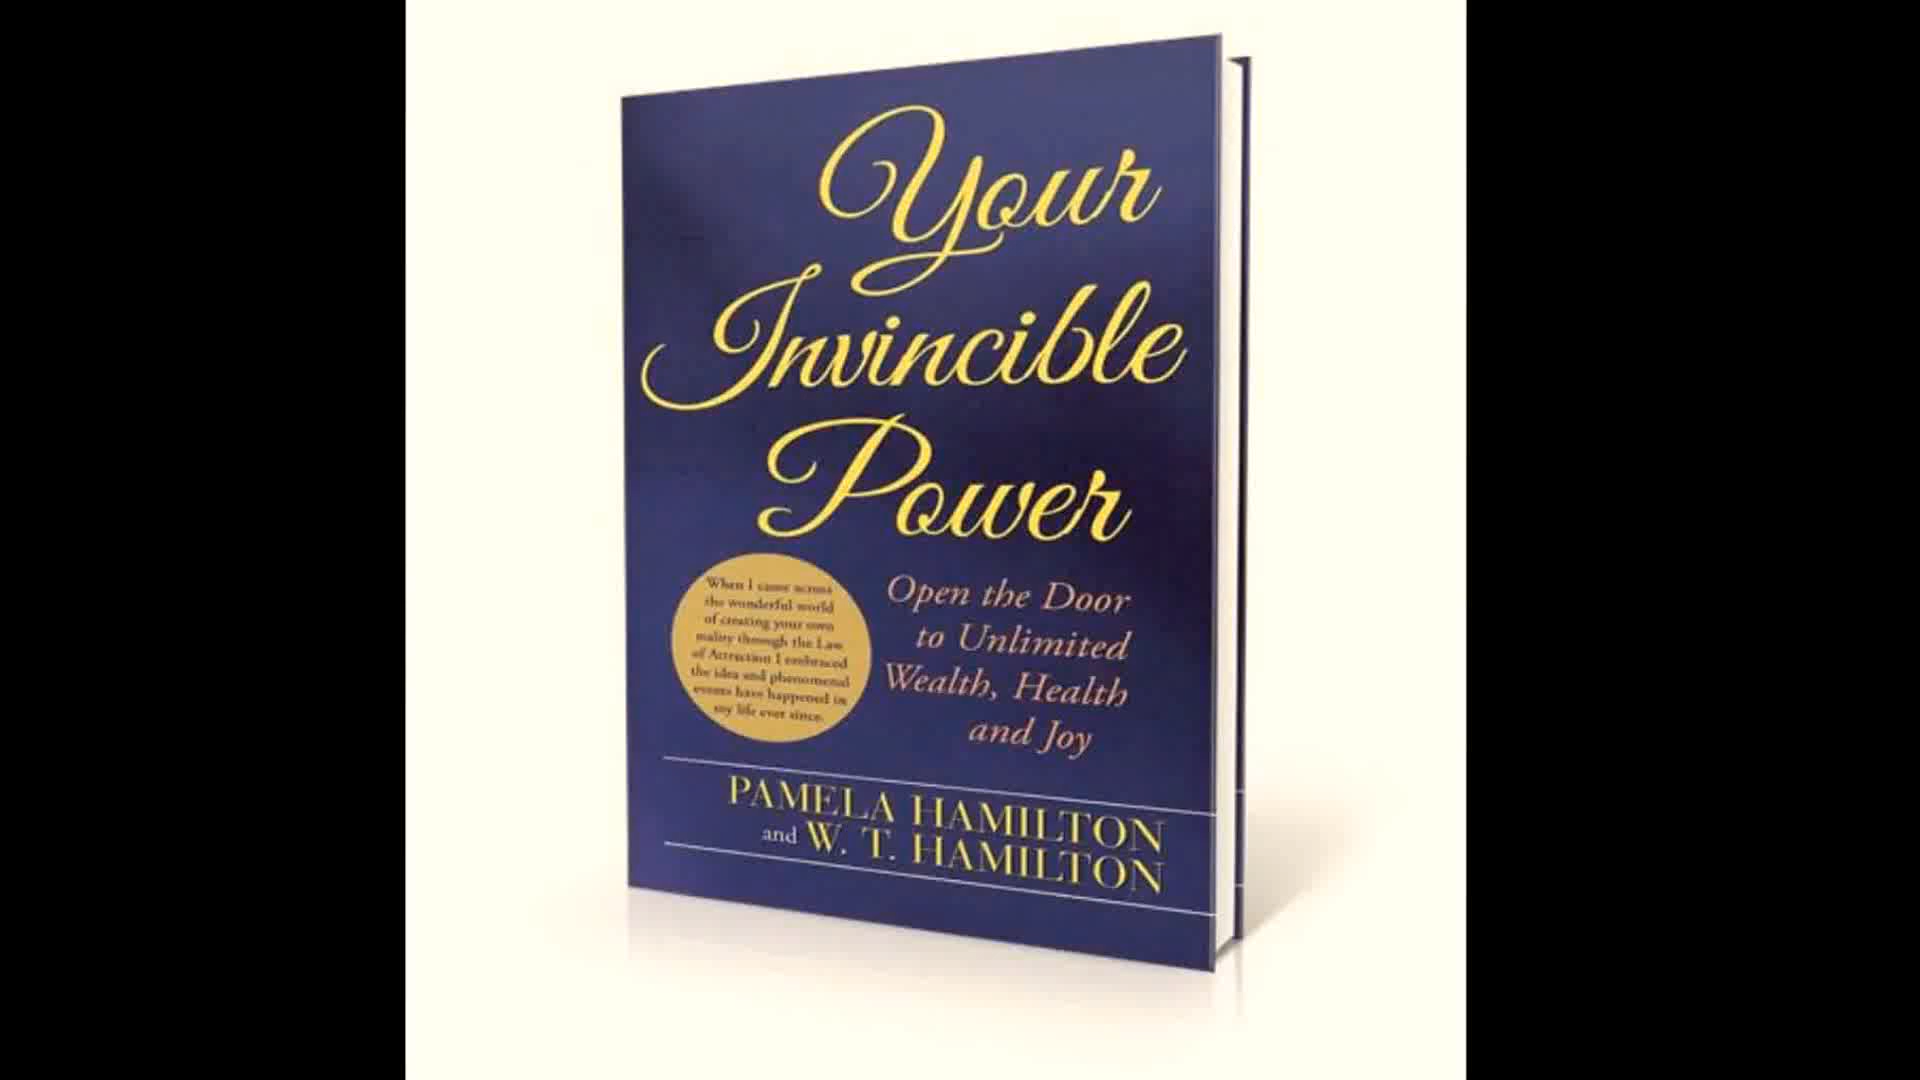 Your
Invincible
Power
Open the Door
to Unlimited
Wealth, Health
and Joy
When I came across
the wonderful world
of creating your own
reality through the Law
of Attraction I embraced
the idea and phenomenal
events have happened in
my life ever since.
PAMELA HAMILTON
and W. T. HAMILTON